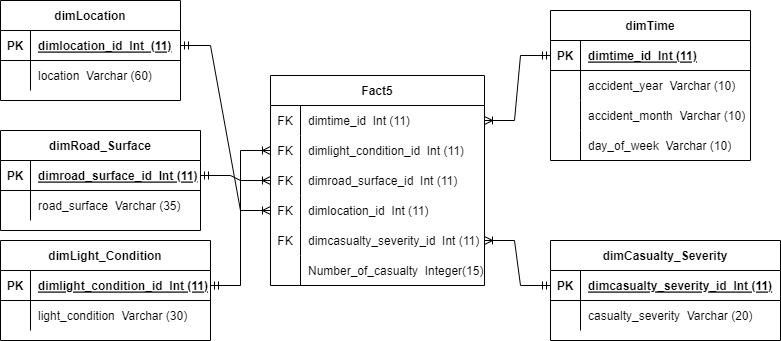 dimLocation
PK dimlocation_id Int (11)
location Varchar (60)
dimRoad_Surface
PK dimroad_surface_id Int (11)
road_surface Varchar (35)
dimLight_Condition
PK dimlight_condition_id Int (11)
light_condition Varchar (30)
Fact5
FK dimtime_id Int (11)
FK dimlight_condition_id Int (11)
FK dimroad_surface_id Int (11)
FK dimlocation_id Int (11)
FK dimcasualty_severity_id Int (11)
Number_of_casualty Integer(15)
dimTime
PK dimtime_id Int (11)
accident_year Varchar (10)
accident_month Varchar (10)
day_of_week Varchar (10)
dimCasualty_Severity
PK dimcasualty_severity_id Int (11)
casualty_severity Varchar (20)